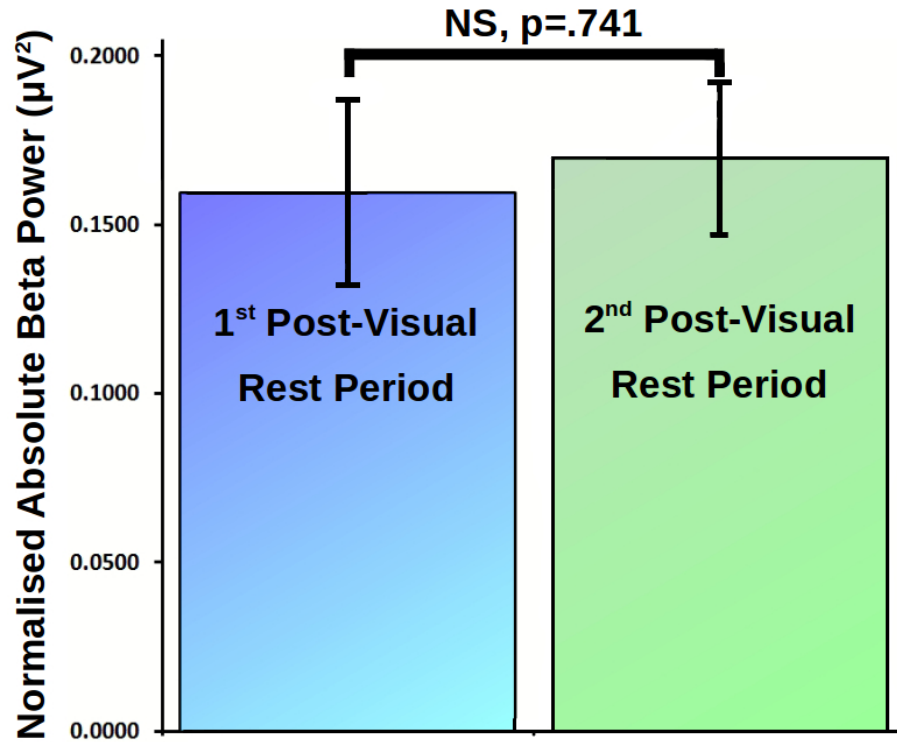 NS, p=.741
Normalised Absolute Beta Power (µV²)
0.2000
0.1500
0.1000
0.0500
0.0000
1st Post-Visual
Rest Period
2nd Post-Visual
Rest Period